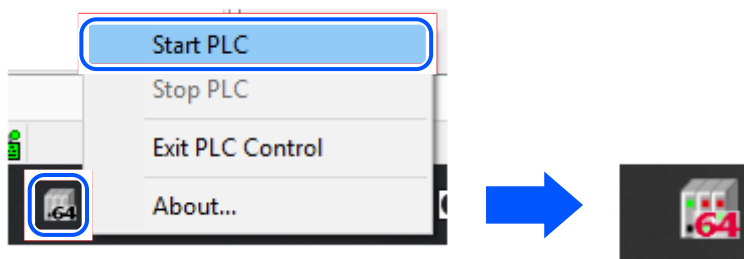 Start PLC
Stop PLC
Exit PLC Control
About...
64
64